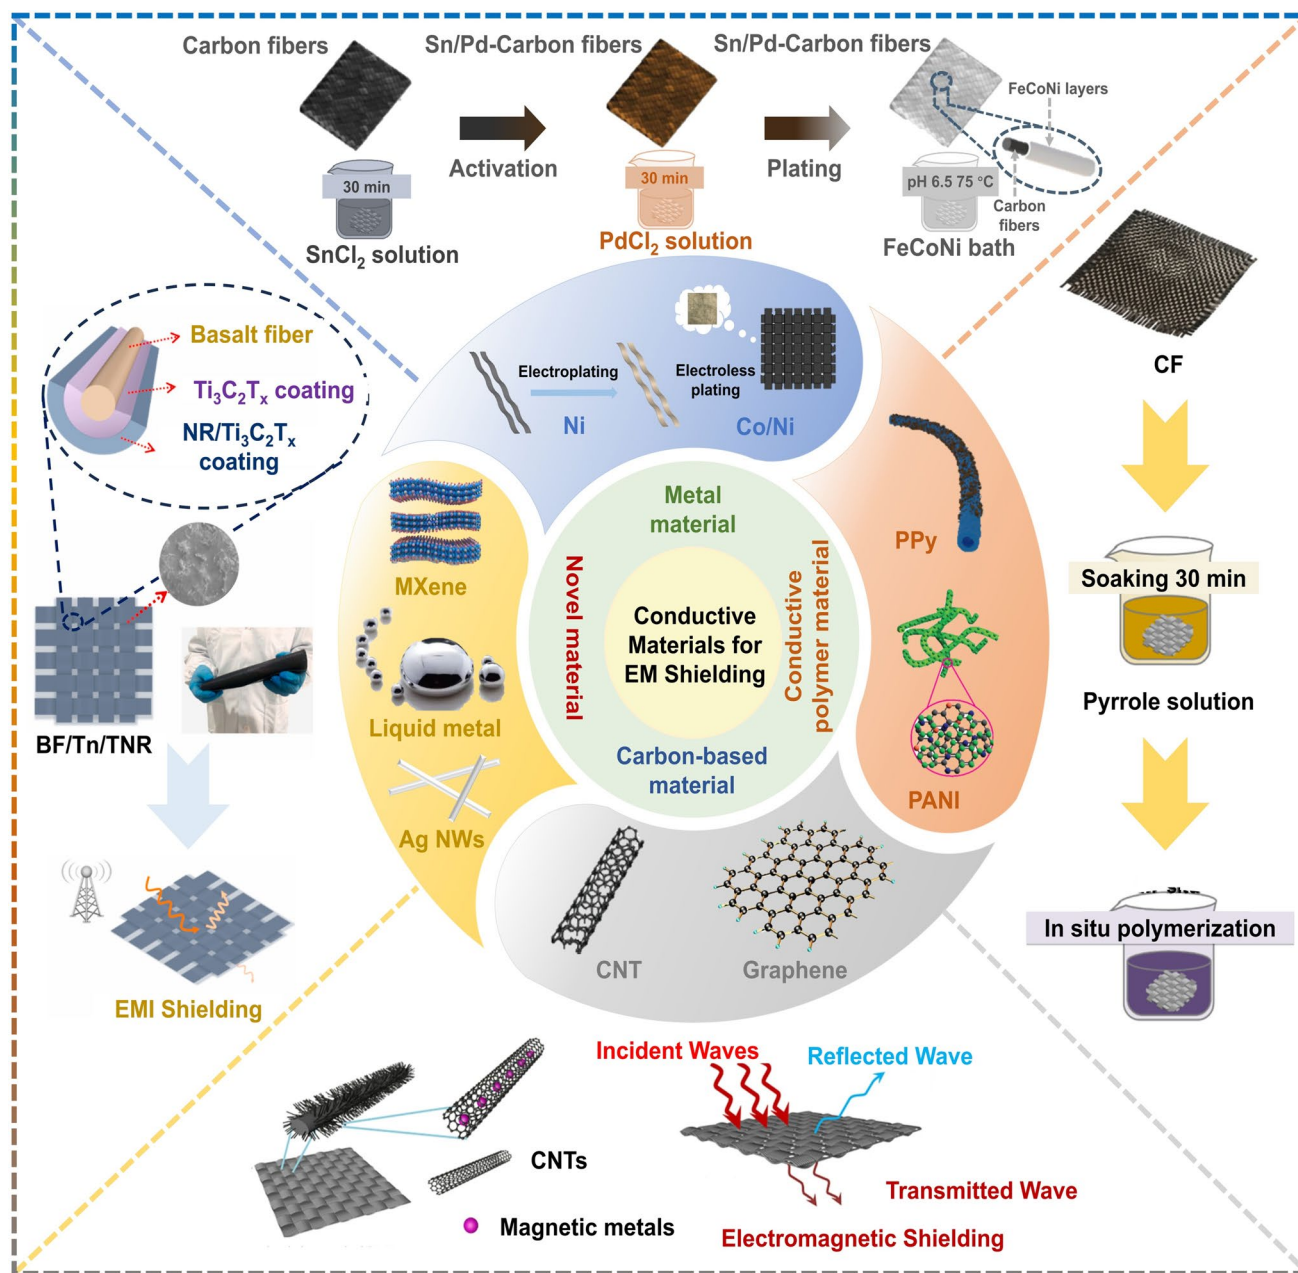 Carbon fibers
Sn/Pd-Carbon fibers
Sn/Pd-Carbon fibers
FeCoNi layers
Activation
Plating
30 min
30 min
pH 6.5 75 °C
Carbon
fibers
SnCl₂ solution
PdCl₂ solution
FeCoNi bath
Basalt fiber
Ti₃C₂Tₓ coating
NR/Ti₃C₂Tₓ
coating
BF/Tn/TNR
EMI Shielding
Electroplating
Ni
Electroless
plating
Co/Ni
MXene
Liquid metal
Ag NWs
Metal
material
Novel material
Conductive
polymer material
Conductive
Materials for
EM Shielding
Carbon-based
material
PPy
PANI
CNT
Graphene
CF
Soaking 30 min
Pyrrole solution
In situ polymerization
CNTs
Magnetic metals
Incident Waves
Reflected Wave
Transmitted Wave
Electromagnetic Shielding